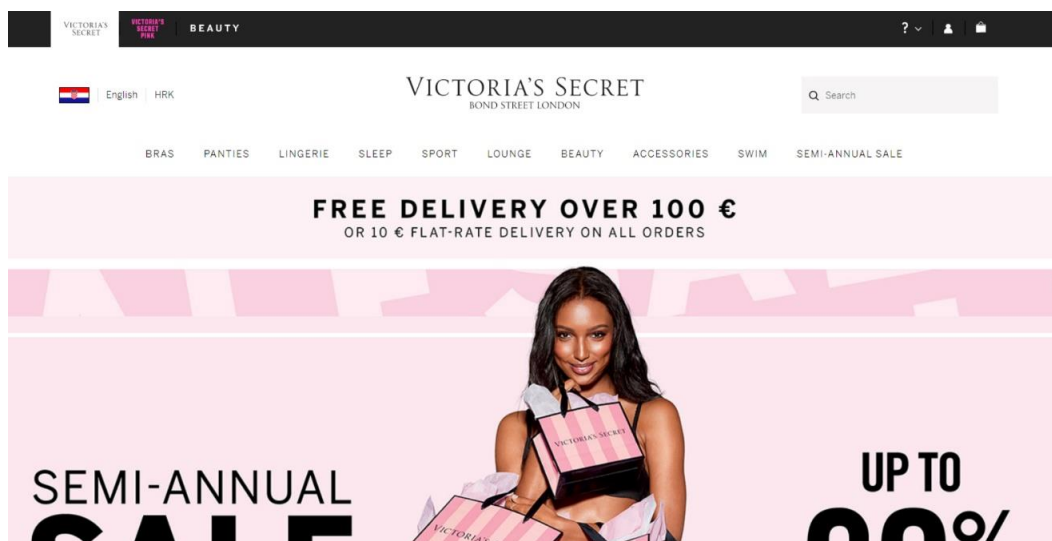 VICTORIA'S SECRET
VICTORIA'S SECRET PINK
BEAUTY
?
English HRK
VICTORIA'S SECRET
BOND STREET LONDON
Search
BRAS PANTIES LINGERIE SLEEP SPORT LOUNGE BEAUTY ACCESSORIES SWIM SEMI-ANNUAL SALE
FREE DELIVERY OVER 100 €
OR 10 € FLAT-RATE DELIVERY ON ALL ORDERS
VICTORIA'S SECRET
SEMI-ANNUAL
SALE
UP TO